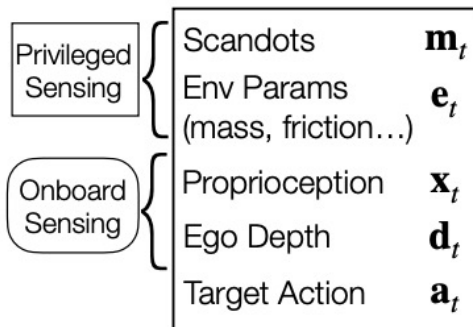 Privileged
Sensing
Scandots m_t
Env Params e_t
(mass, friction...)
Onboard
Sensing
Proprioception x_t
Ego Depth d_t
Target Action a_t